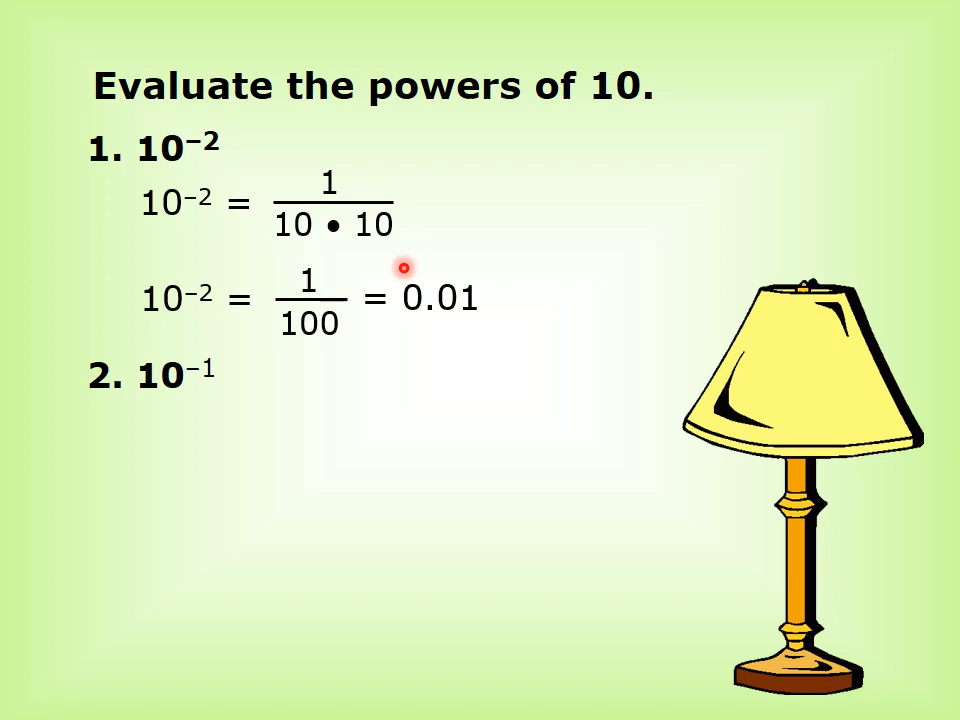 Evaluate the powers of 10.
1. 10⁻²
10⁻² = 1 / 10 • 10
10⁻² = 1 / 100 = 0.01
2. 10⁻¹